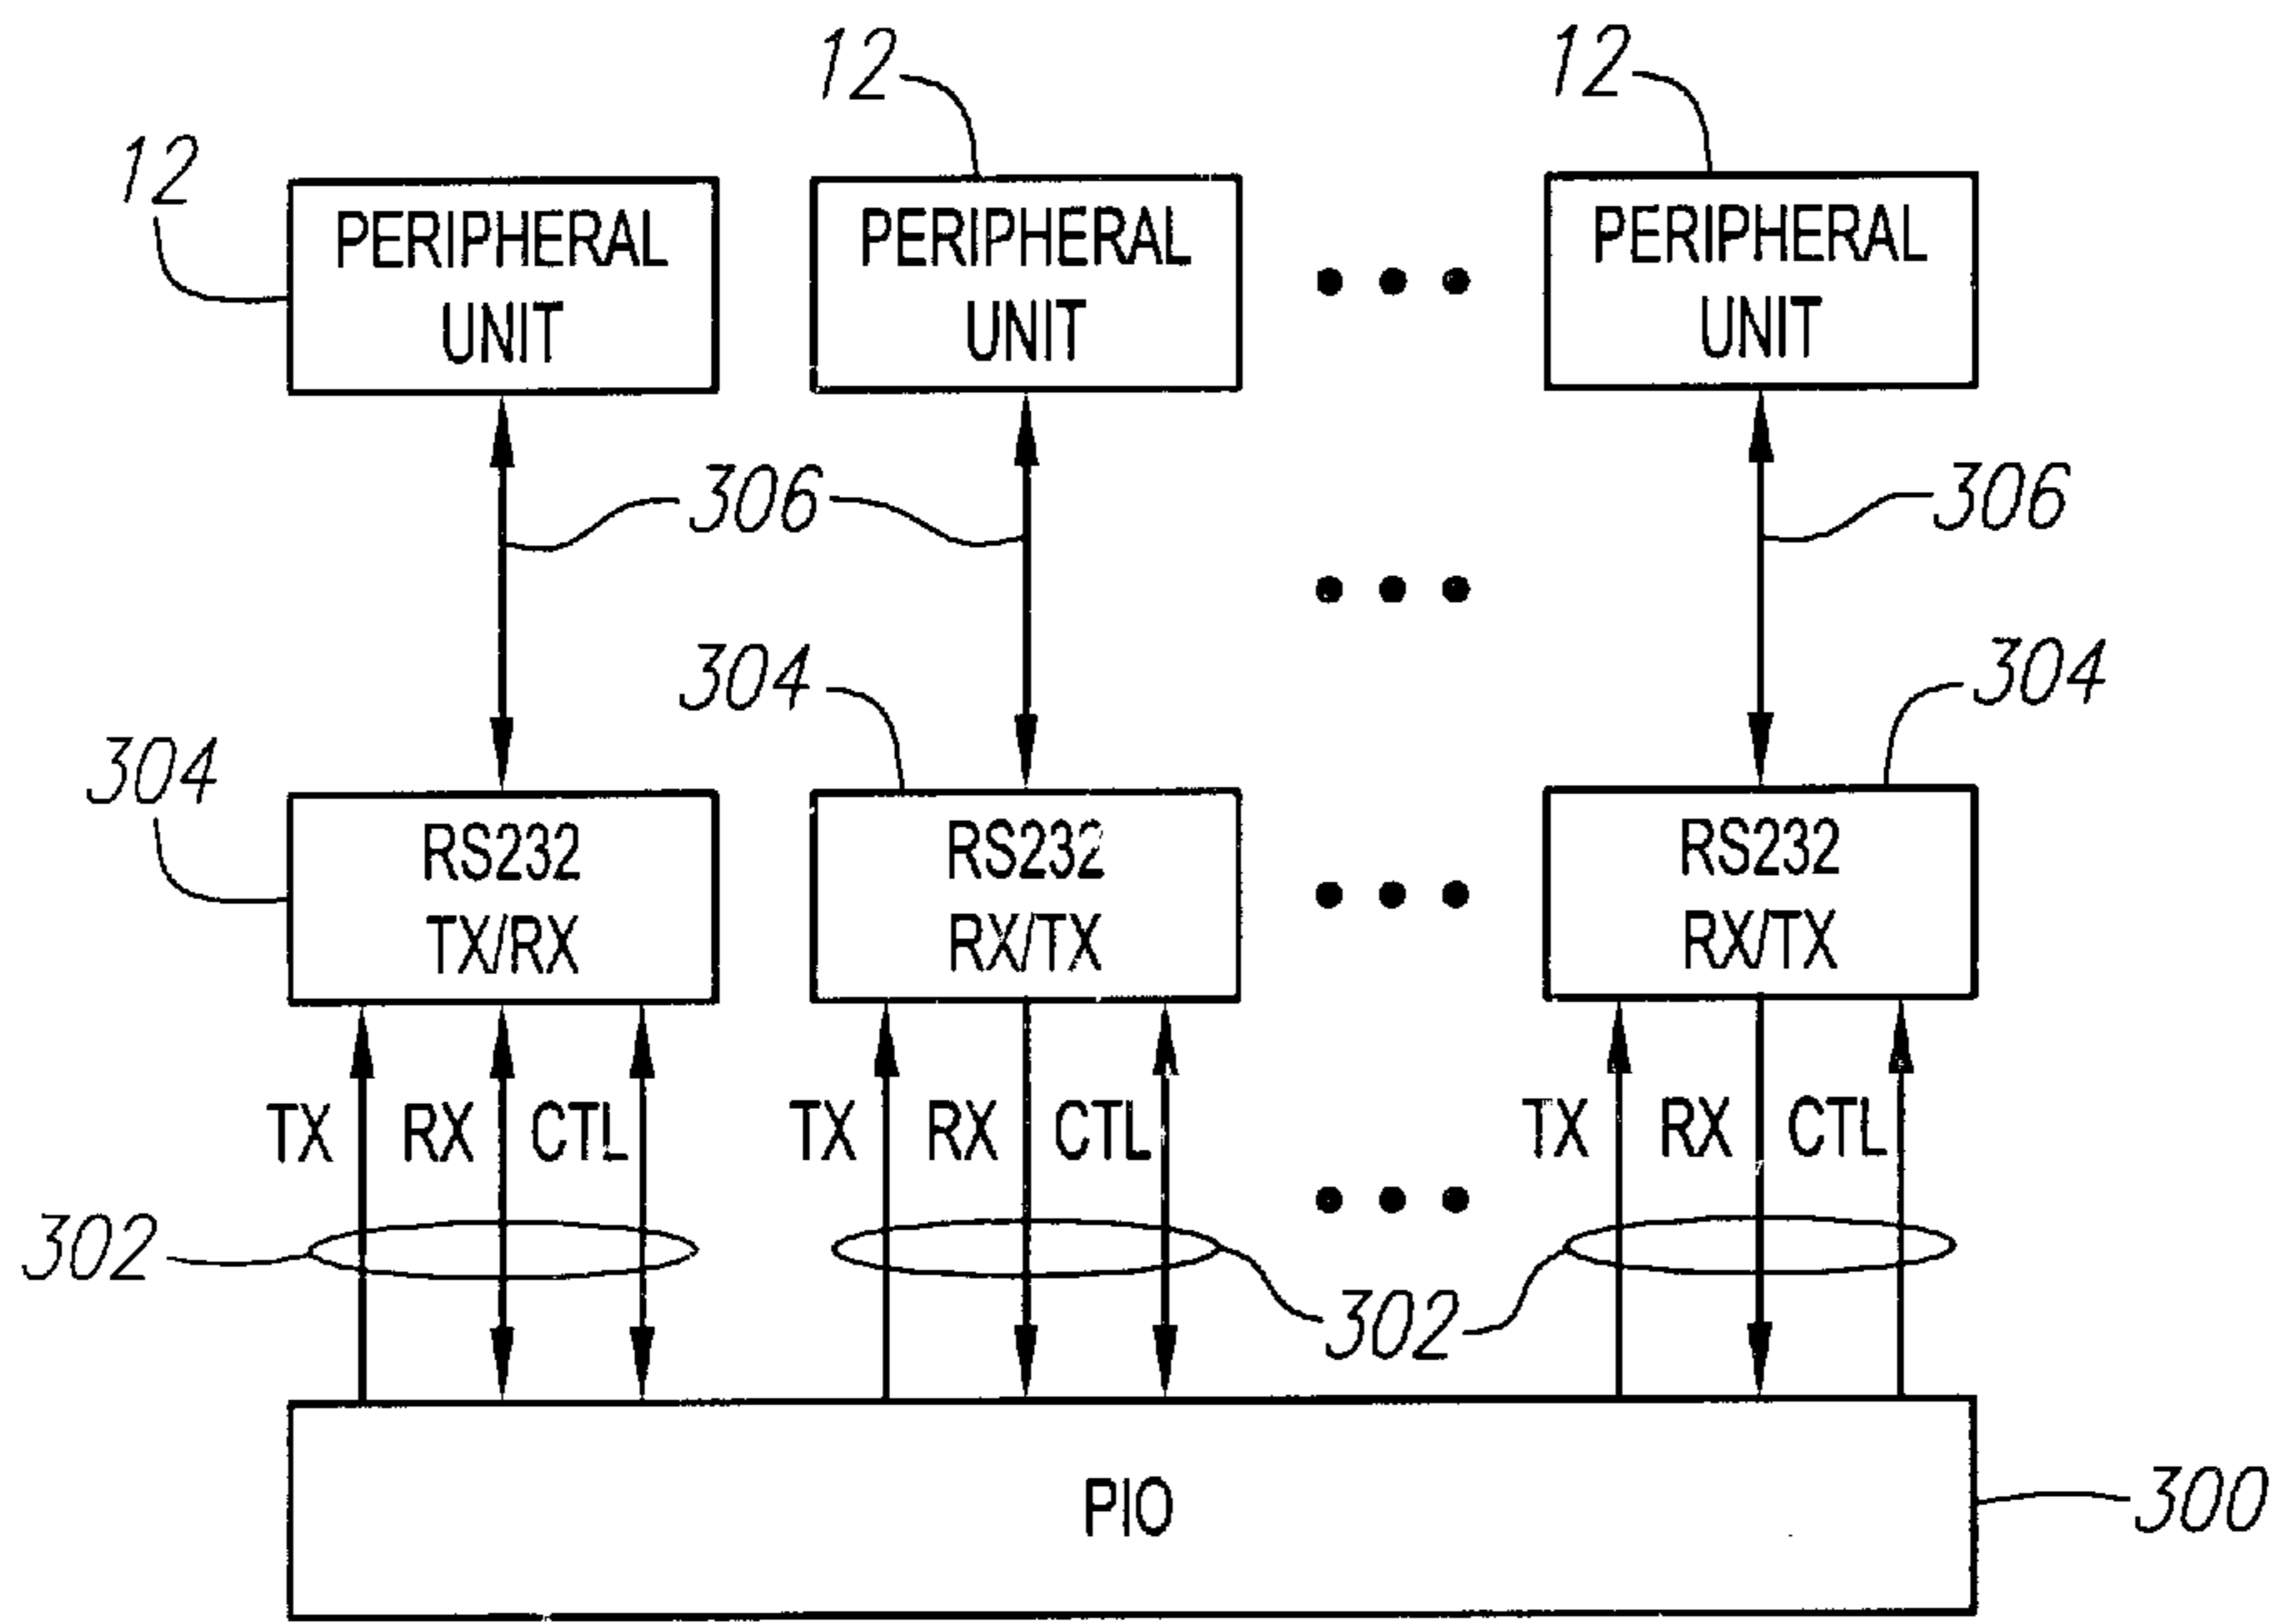 12
12
12
PERIPHERAL
UNIT
PERIPHERAL
UNIT
PERIPHERAL
UNIT
306
306
304
304
304
RS232
TX/RX
RS232
RX/TX
RS232
RX/TX
TX RX CTL
TX RX CTL
TX RX CTL
302
302
PIO
300